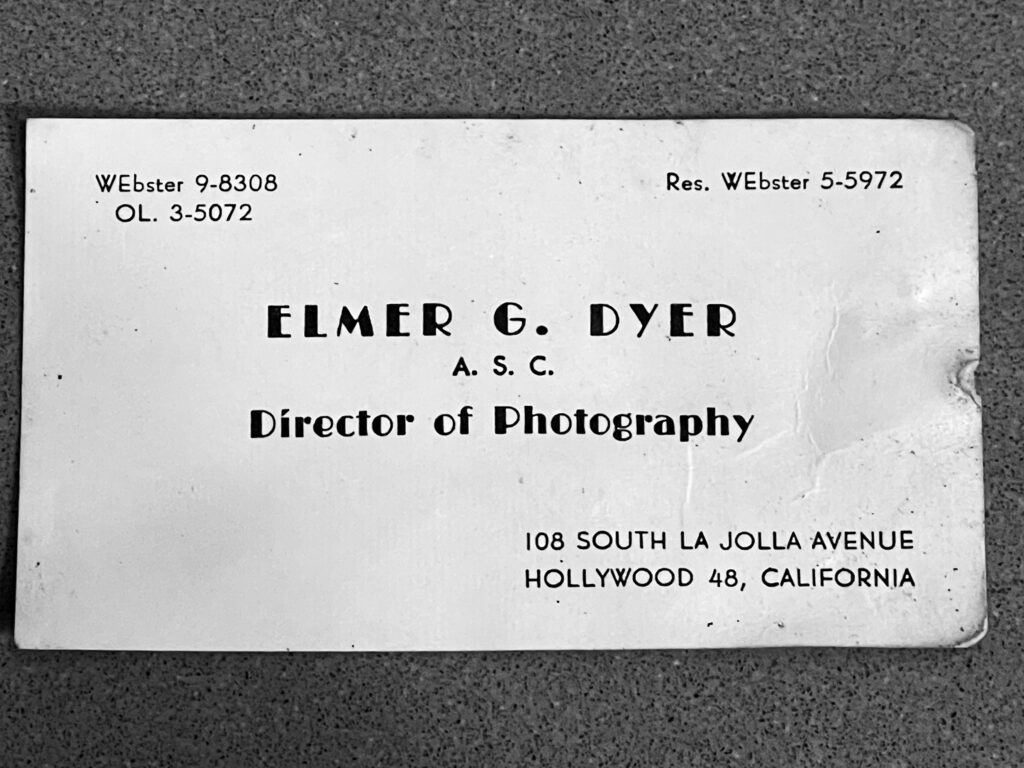 WEbster 9-8308
OL. 3-5072
Res. WEbster 5-5972
ELMER G. DYER
A. S. C.
Director of Photography
108 SOUTH LA JOLLA AVENUE
HOLLYWOOD 48, CALIFORNIA